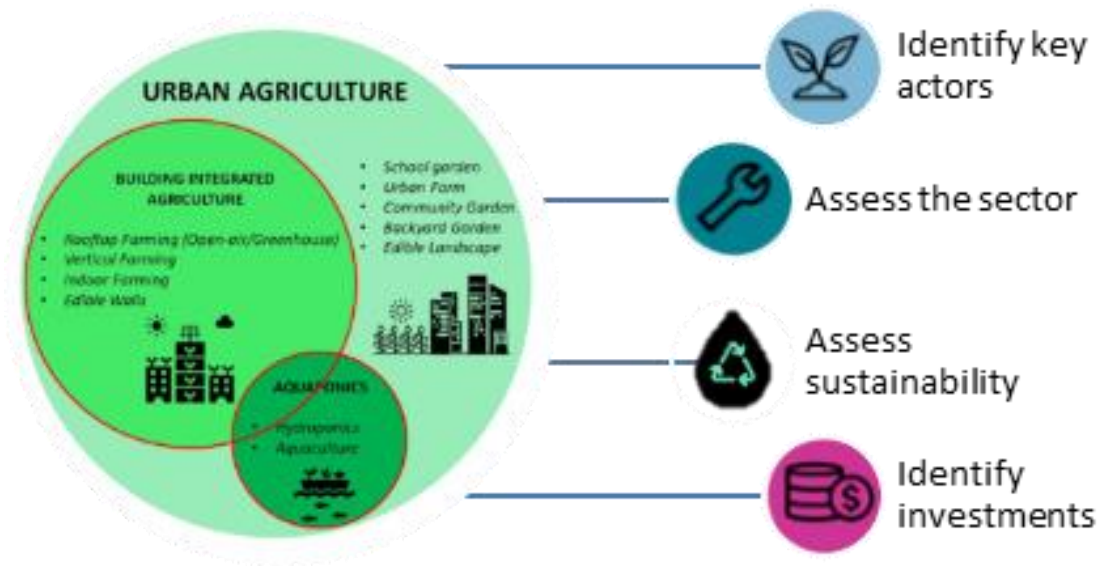 URBAN AGRICULTURE
BUILDING INTEGRATED
AGRICULTURE
• Rooftop Farming (Open-air/Greenhouse)
• Vertical Farming
• Indoor Farming
• Edible Walls
• School garden
• Urban Farm
• Community Garden
• Backyard Garden
• Edible Landscape
AQUAPONICS
• Hydroponics
• Aquaculture
Identify key
actors
Assess the sector
Assess
sustainability
$
Identify
investments